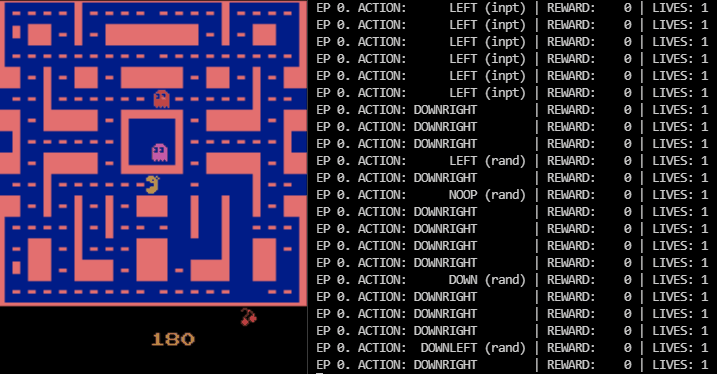 EP 0. ACTION: LEFT (inpt) | REWARD: 0 | LIVES: 1
EP 0. ACTION: LEFT (inpt) | REWARD: 0 | LIVES: 1
EP 0. ACTION: LEFT (inpt) | REWARD: 0 | LIVES: 1
EP 0. ACTION: LEFT (inpt) | REWARD: 0 | LIVES: 1
EP 0. ACTION: LEFT (inpt) | REWARD: 0 | LIVES: 1
EP 0. ACTION: LEFT (inpt) | REWARD: 0 | LIVES: 1
EP 0. ACTION: DOWNRIGHT | REWARD: 0 | LIVES: 1
EP 0. ACTION: DOWNRIGHT | REWARD: 0 | LIVES: 1
EP 0. ACTION: DOWNRIGHT | REWARD: 0 | LIVES: 1
EP 0. ACTION: LEFT (rand) | REWARD: 0 | LIVES: 1
EP 0. ACTION: DOWNRIGHT | REWARD: 0 | LIVES: 1
EP 0. ACTION: NOOP (rand) | REWARD: 0 | LIVES: 1
EP 0. ACTION: DOWNRIGHT | REWARD: 0 | LIVES: 1
EP 0. ACTION: DOWNRIGHT | REWARD: 0 | LIVES: 1
EP 0. ACTION: DOWNRIGHT | REWARD: 0 | LIVES: 1
EP 0. ACTION: DOWNRIGHT | REWARD: 0 | LIVES: 1
EP 0. ACTION: DOWN (rand) | REWARD: 0 | LIVES: 1
EP 0. ACTION: DOWNRIGHT | REWARD: 0 | LIVES: 1
EP 0. ACTION: DOWNRIGHT | REWARD: 0 | LIVES: 1
EP 0. ACTION: DOWNRIGHT | REWARD: 0 | LIVES: 1
EP 0. ACTION: DOWNLEFT (rand) | REWARD: 0 | LIVES: 1
EP 0. ACTION: DOWNRIGHT | REWARD: 0 | LIVES: 1
180